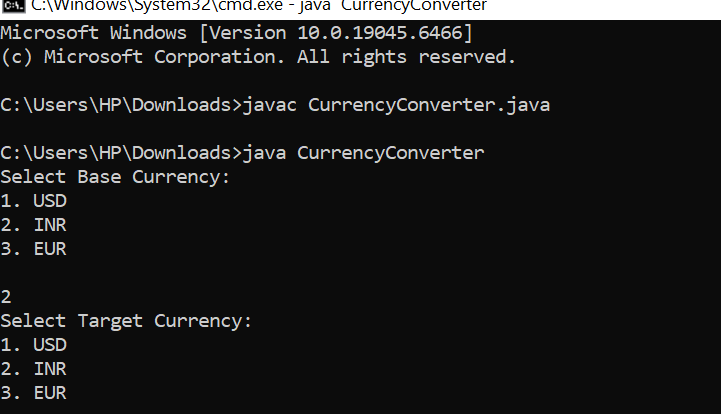 C:\Windows\System32\cmd.exe - java  CurrencyConverter
Microsoft Windows [Version 10.0.19045.6466]
(c) Microsoft Corporation. All rights reserved.
C:\Users\HP\Downloads>javac CurrencyConverter.java
C:\Users\HP\Downloads>java CurrencyConverter
Select Base Currency:
1. USD
2. INR
3. EUR
2
Select Target Currency:
1. USD
2. INR
3. EUR